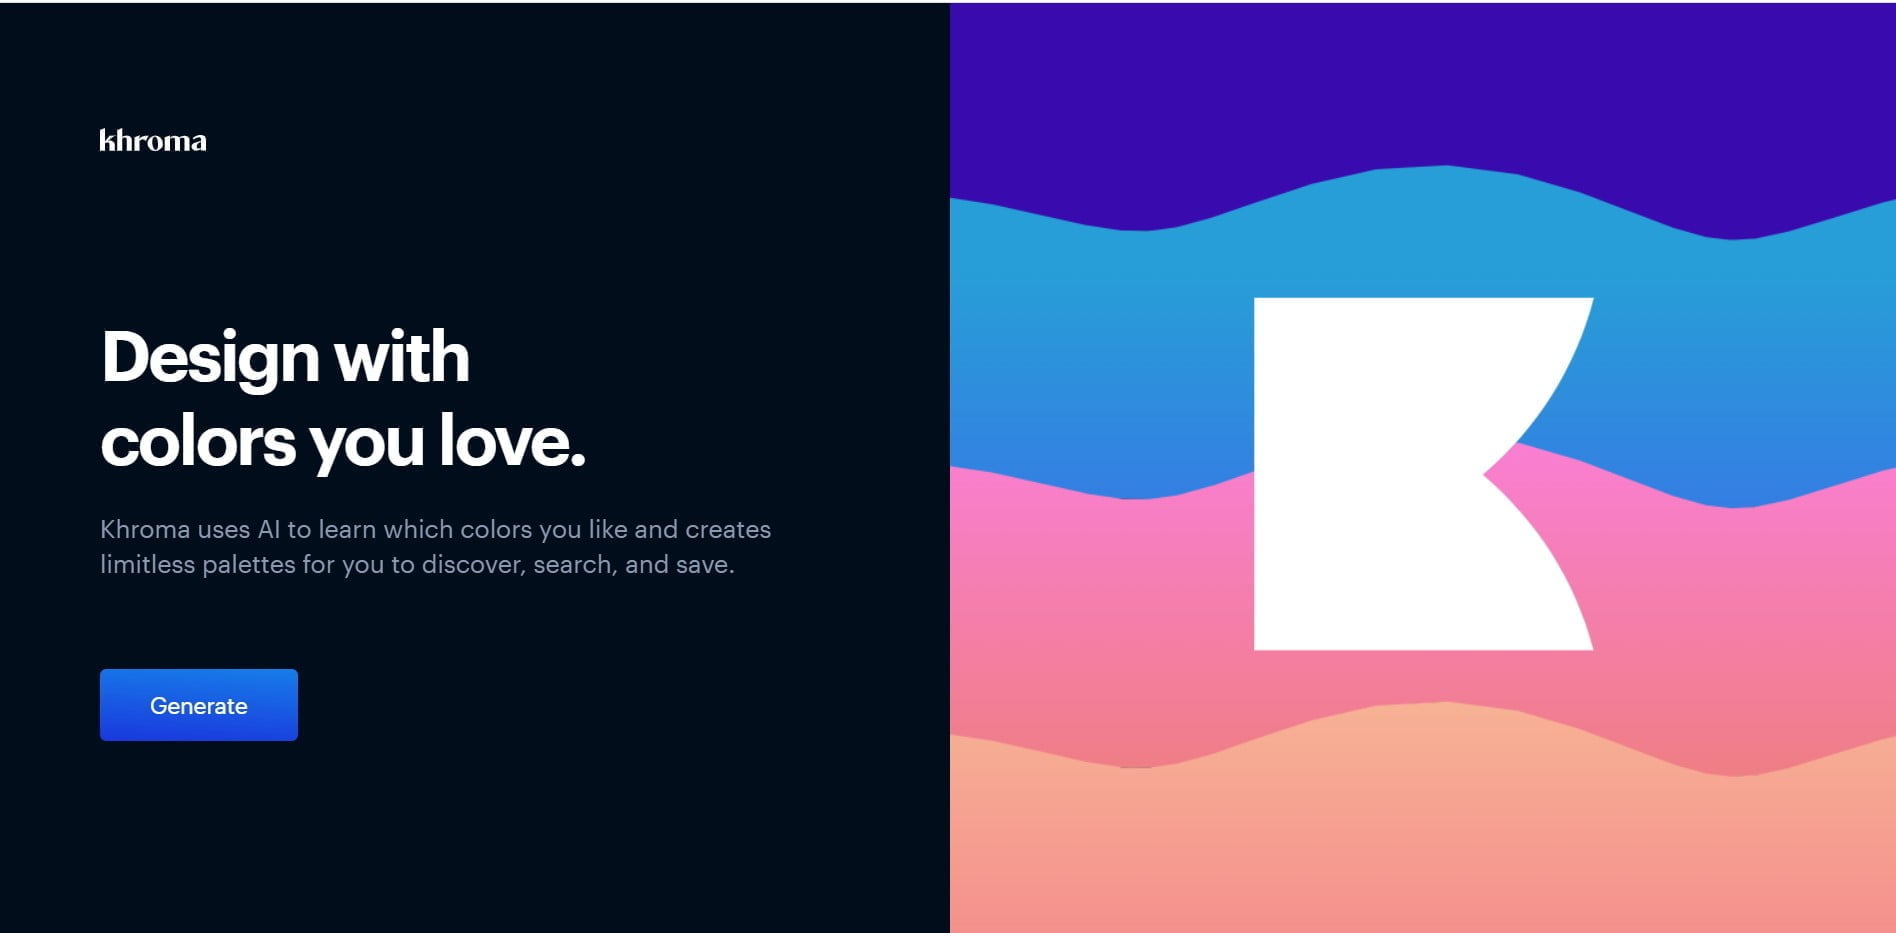 khroma
Design with
colors you love.
Khroma uses AI to learn which colors you like and creates
limitless palettes for you to discover, search, and save.
Generate